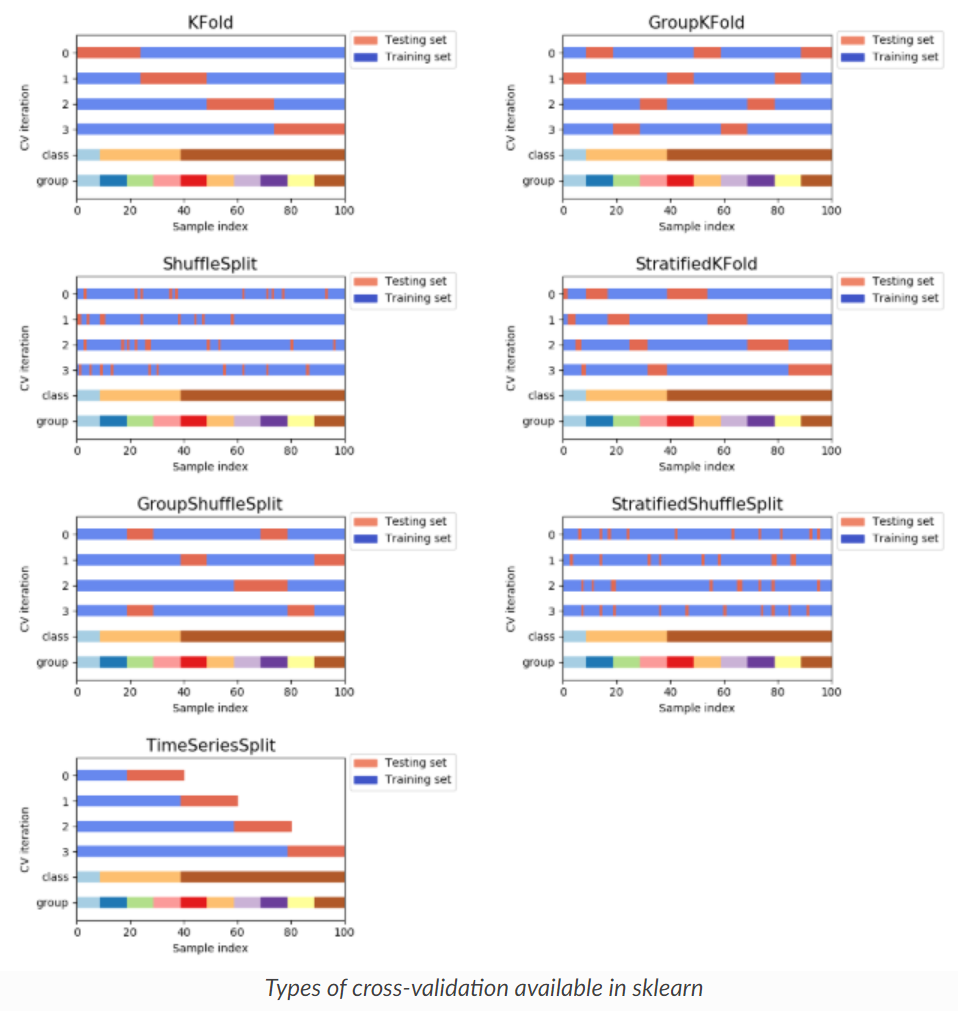 KFold
Testing set
Training set
0
1
2
3
class
group
CV iteration
0 20 40 60 80 100
Sample index
GroupKFold
Testing set
Training set
0
1
2
3
class
group
CV iteration
0 20 40 60 80 100
Sample index
ShuffleSplit
Testing set
Training set
0
1
2
3
class
group
CV iteration
0 20 40 60 80 100
Sample index
StratifiedKFold
Testing set
Training set
0
1
2
3
class
group
CV iteration
0 20 40 60 80 100
Sample index
GroupShuffleSplit
Testing set
Training set
0
1
2
3
class
group
CV iteration
0 20 40 60 80 100
Sample index
StratifiedShuffleSplit
Testing set
Training set
0
1
2
3
class
group
CV iteration
0 20 40 60 80 100
Sample index
TimeSeriesSplit
Testing set
Training set
0
1
2
3
class
group
CV iteration
0 20 40 60 80 100
Sample index
Types of cross-validation available in sklearn